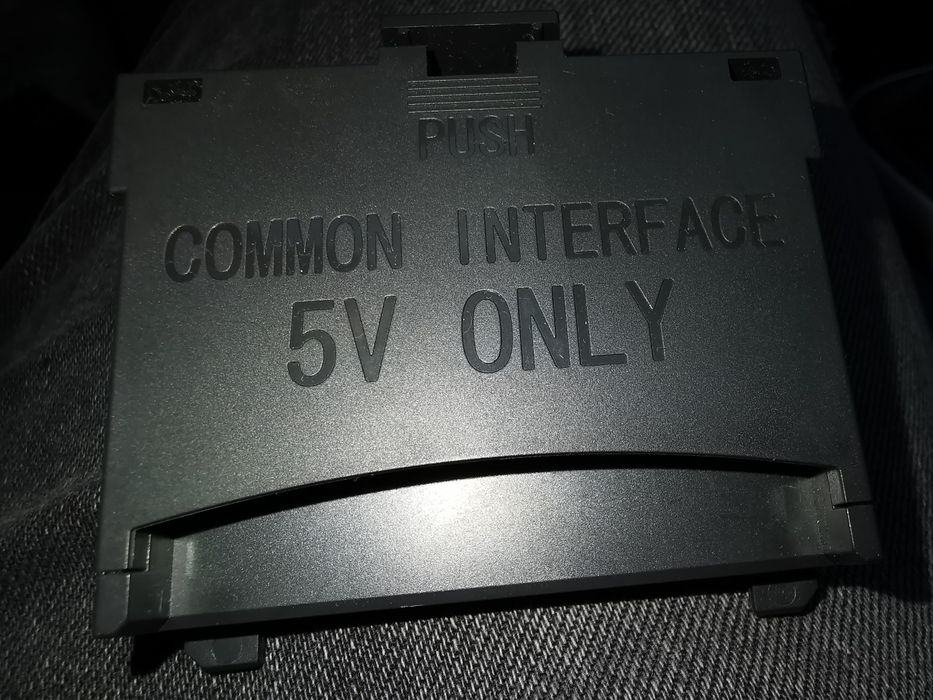 PUSH
COMMON INTERFACE
5V ONLY